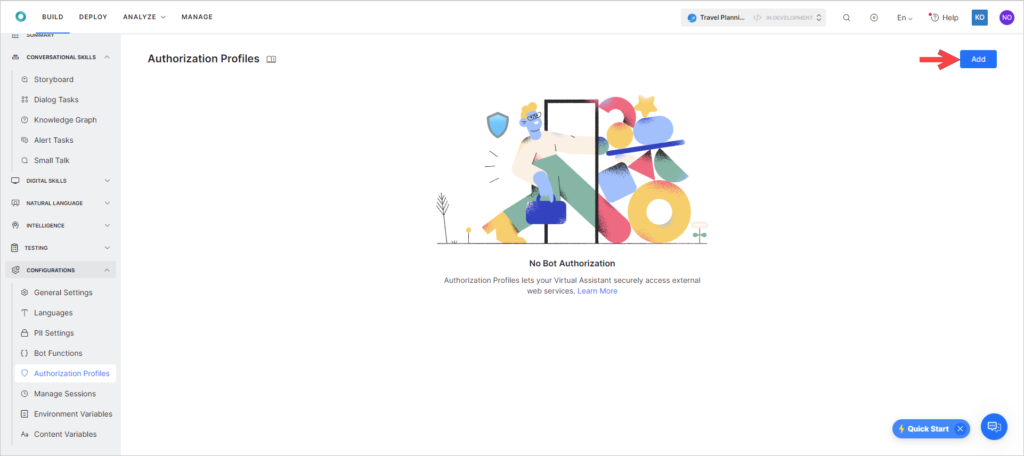 BUILD
DEPLOY
ANALYZE
MANAGE
Travel Planni...
IN DEVELOPMENT
En
Help
KO
NO
SUMMARY
CONVERSATIONAL SKILLS
Storyboard
Dialog Tasks
Knowledge Graph
Alert Tasks
Small Talk
DIGITAL SKILLS
NATURAL LANGUAGE
INTELLIGENCE
TESTING
CONFIGURATIONS
General Settings
Languages
PII Settings
Bot Functions
Authorization Profiles
Manage Sessions
Environment Variables
Aa Content Variables
Authorization Profiles
Add
No Bot Authorization
Authorization Profiles lets your Virtual Assistant securely access external
web services. Learn More
Quick Start